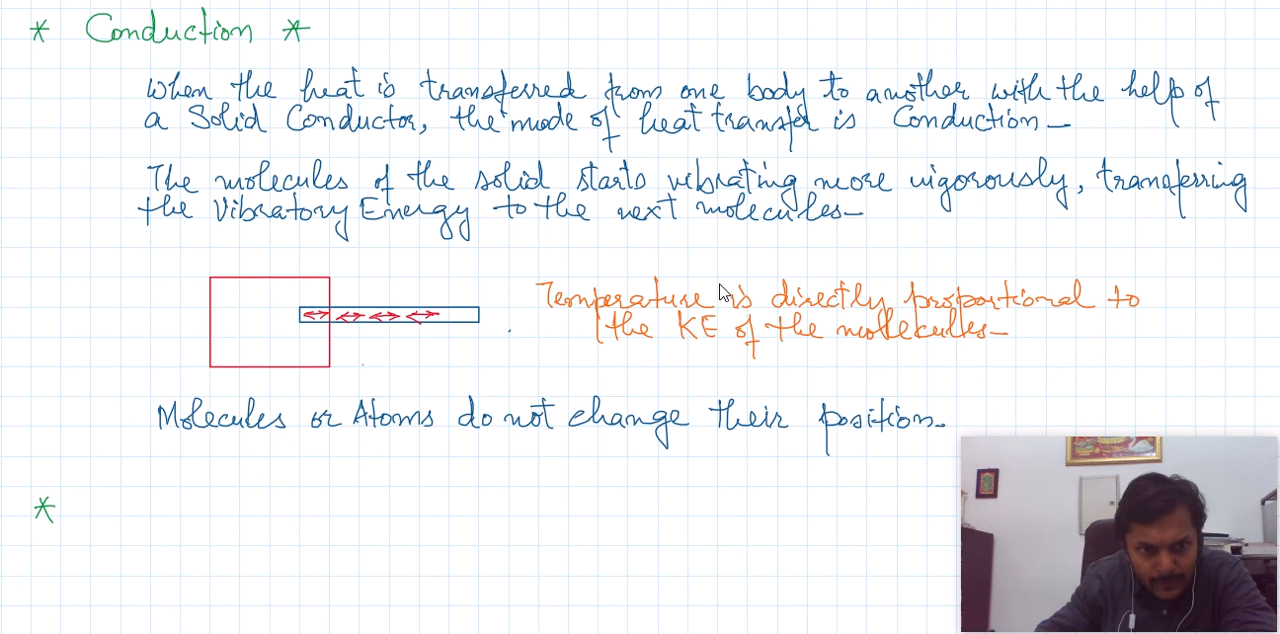 * Conduction *
When the heat is transferred from one body to another with the help of
a Solid Conductor, the mode of heat transfer is Conduction-
The molecules of the solid starts vibrating more vigorously, transferring
the Vibratory Energy to the next molecules-
Temperature is directly proportional to
the KE of the molecules-
Molecules or Atoms do not change their position.
*